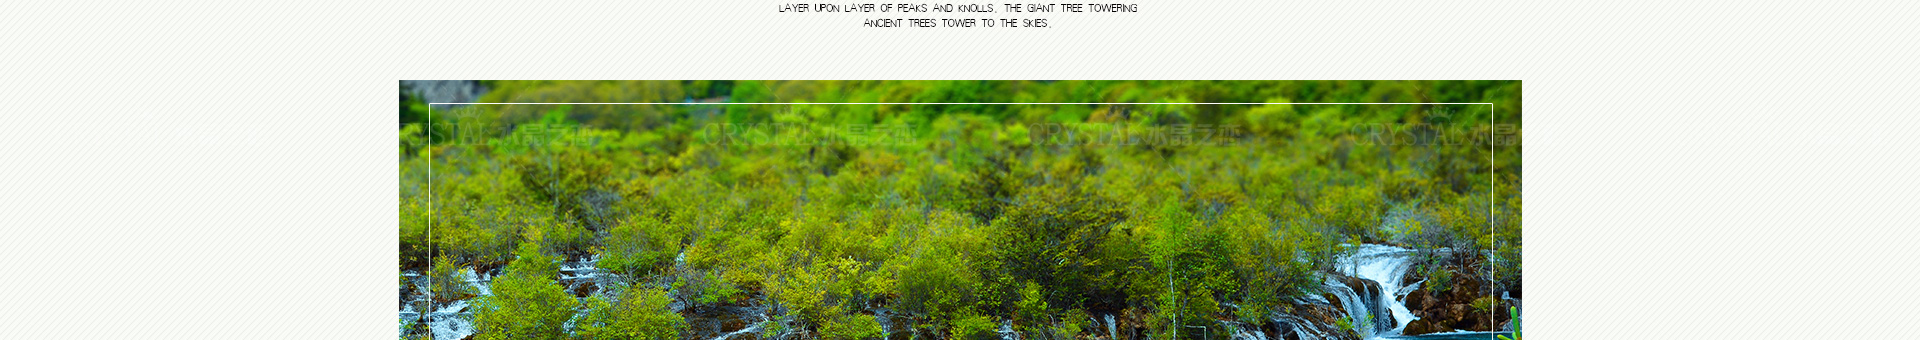 LAYER UPON LAYER OF PEAKS AND KNOLLS. THE GIANT TREE TOWERING
ANCIENT TREES TOWER TO THE SKIES.
CRYSTAL 水晶之恋 CRYSTAL 水晶之恋 CRYSTAL 水晶之恋 CRYSTAL 水晶